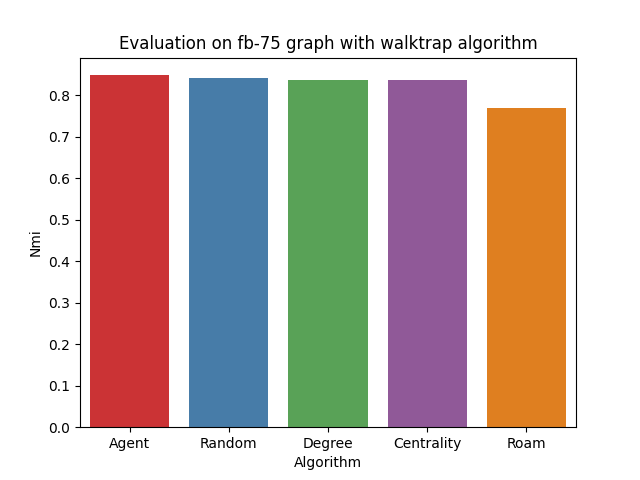 Evaluation on fb-75 graph with walktrap algorithm
0.8
0.7
0.6
0.5
0.4
0.3
0.2
0.1
0.0
Nmi
Agent Random Degree Centrality Roam
Algorithm